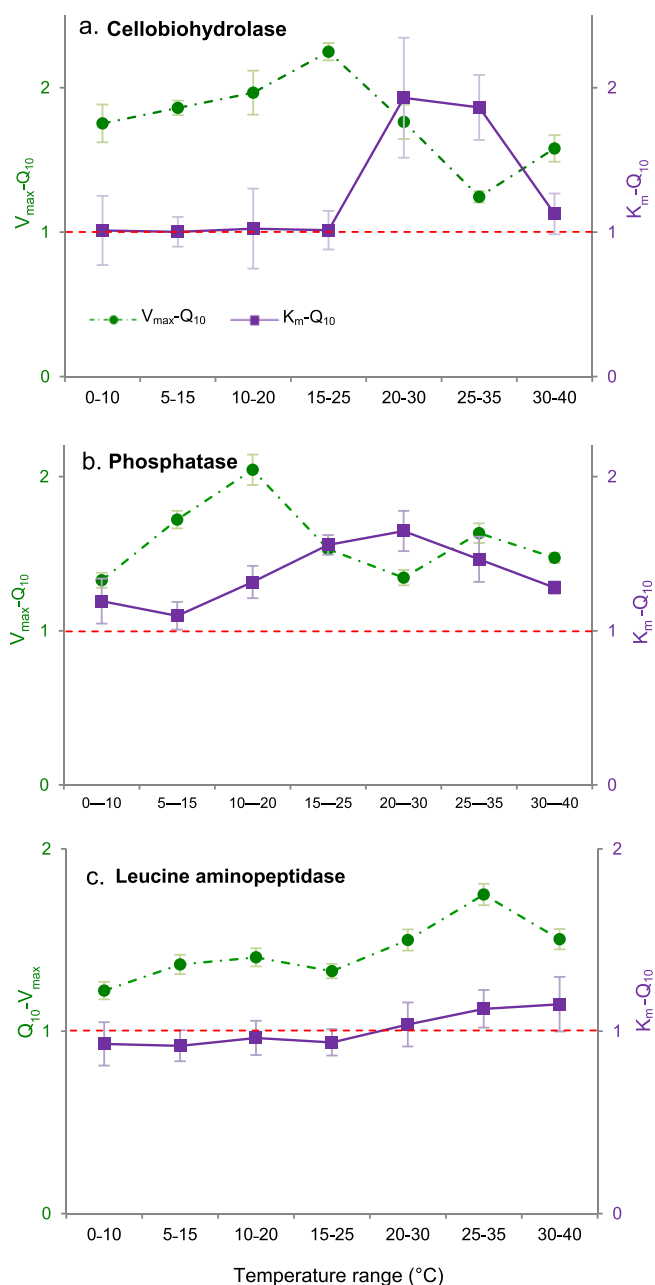 a. Cellobiohydrolase
2 2
Vmax-Q10 Km-Q10
1 1
Vmax-Q10 Km-Q10
0 0
0-10 5-15 10-20 15-25 20-30 25-35 30-40
b. Phosphatase
2 2
Vmax-Q10 Km-Q10
1 1
0 0
0—10 5—15 10—20 15—25 20—30 25—35 30—40
2 2
c. Leucine aminopeptidase
Q10-Vmax Km-Q10
1 1
0 0
0-10 5-15 10-20 15-25 20-30 25-35 30-40
Temperature range (°C)